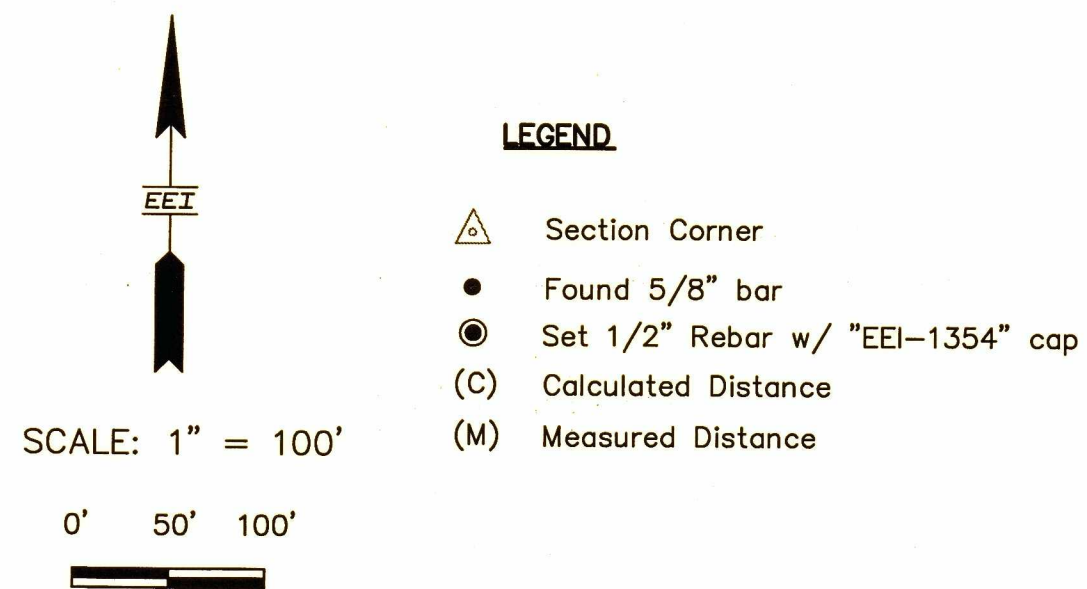 EEI
SCALE: 1" = 100'
0' 50' 100'
LEGEND
Section Corner
Found 5/8" bar
Set 1/2" Rebar w/ "EEI-1354" cap
(C) Calculated Distance
(M) Measured Distance